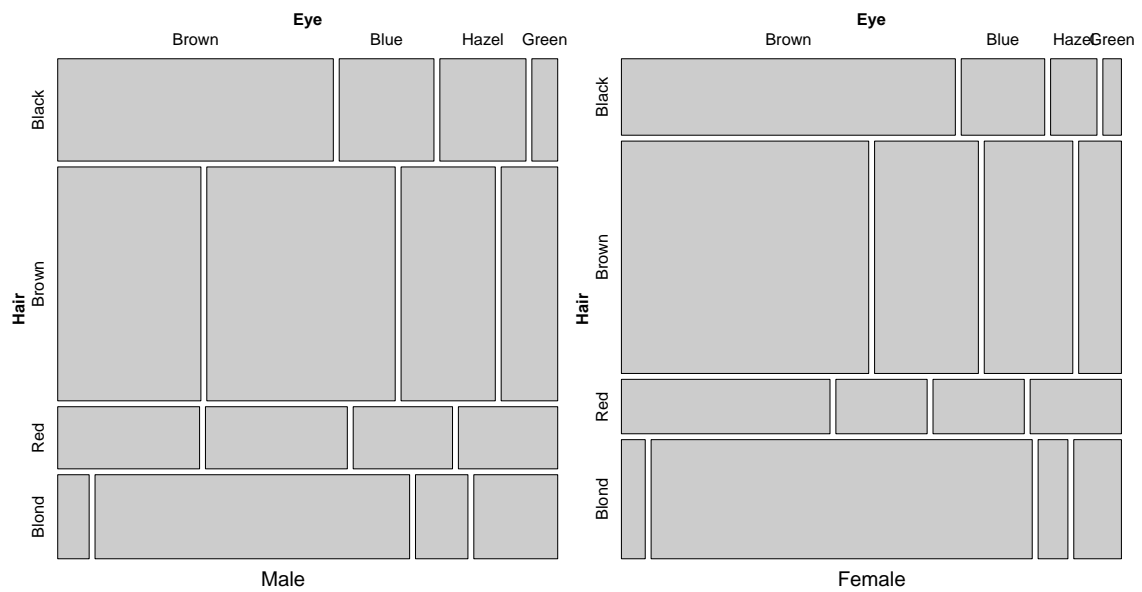 Eye
Brown Blue Hazel Green
Hair
Black
Brown
Red
Blond
Male
Eye
Brown Blue Hazel Green
Hair
Black
Brown
Red
Blond
Female